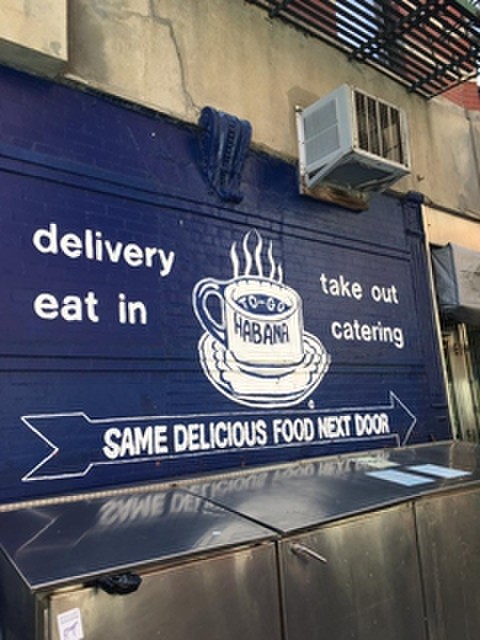 delivery
eat in
take out
catering
TO-GO
HABANA
SAME DELICIOUS FOOD NEXT DOOR